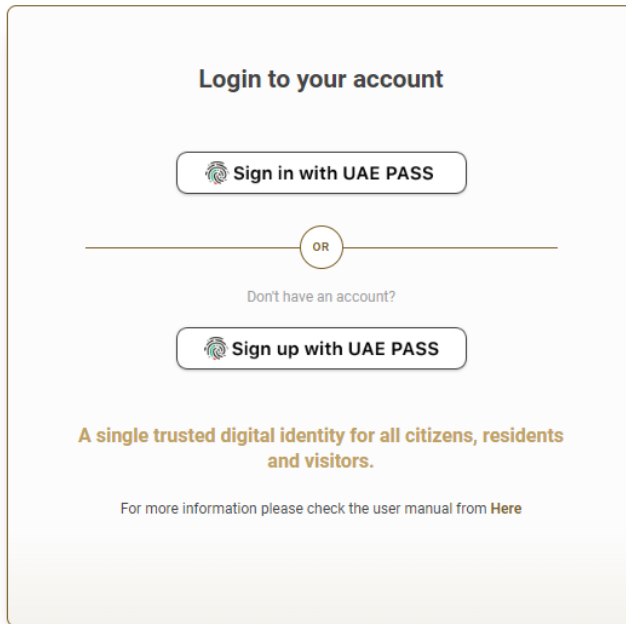 Login to your account
Sign in with UAE PASS
OR
Don't have an account?
Sign up with UAE PASS
A single trusted digital identity for all citizens, residents
and visitors.
For more information please check the user manual from Here